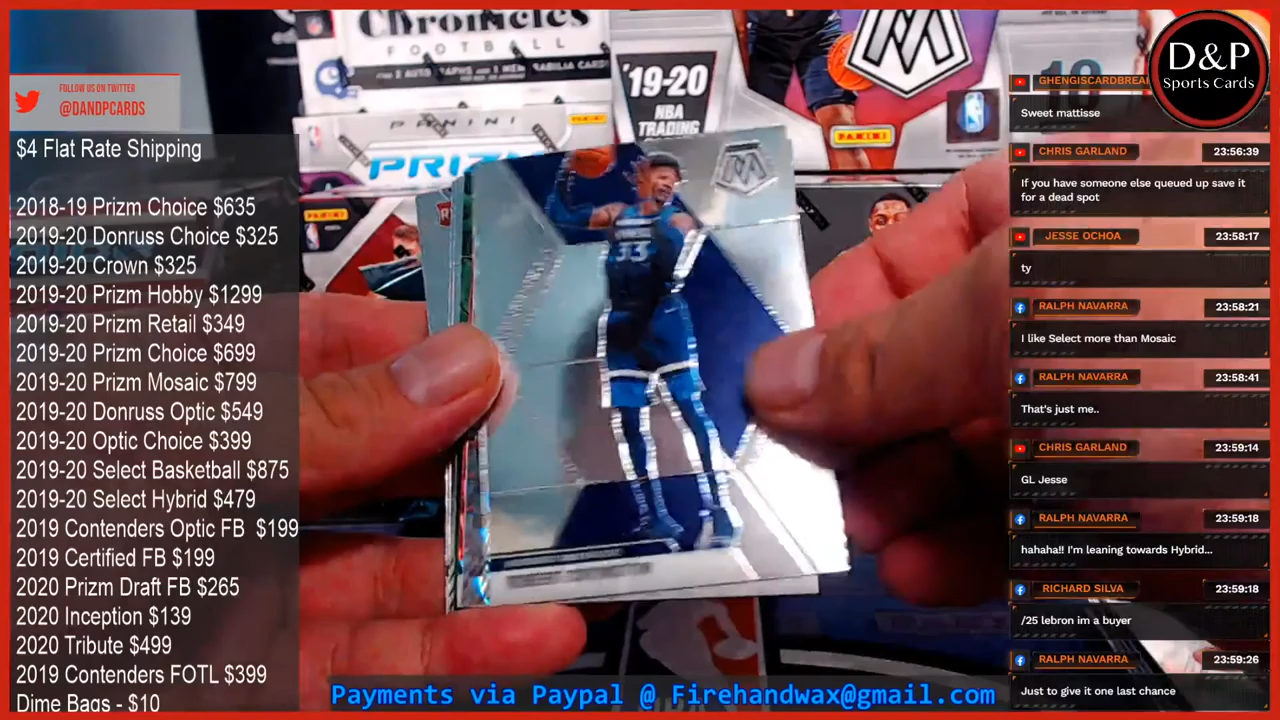 FOLLOW US ON TWITTER
@DANDPCARDS
$4 Flat Rate Shipping
2018-19 Prizm Choice $635
2019-20 Donruss Choice $325
2019-20 Crown $325
2019-20 Prizm Hobby $1299
2019-20 Prizm Retail $349
2019-20 Prizm Choice $699
2019-20 Prizm Mosaic $799
2019-20 Donruss Optic $549
2019-20 Optic Choice $399
2019-20 Select Basketball $875
2019-20 Select Hybrid $479
2019 Contenders Optic FB $199
2019 Certified FB $199
2020 Prizm Draft FB $265
2020 Inception $139
2020 Tribute $499
2019 Contenders FOTL $399
Dime Bags - $10
Chronicles
FOOTBALL
PANINI
PRIZM
'19-20
NBA
TRADING
PANINI
NBA
PANINI
33
D&P
Sports Cards
GHENGISCARDBREA
Sweet mattisse
CHRIS GARLAND 23:56:39
If you have someone else queued up save it
for a dead spot
JESSE OCHOA 23:58:17
ty
RALPH NAVARRA 23:58:21
I like Select more than Mosaic
RALPH NAVARRA 23:58:41
That's just me..
CHRIS GARLAND 23:59:14
GL Jesse
RALPH NAVARRA 23:59:18
hahaha!! I'm leaning towards Hybrid...
RICHARD SILVA 23:59:18
/25 lebron im a buyer
RALPH NAVARRA 23:59:26
Just to give it one last chance
Payments via Paypal @ Firehandwax@gmail.com